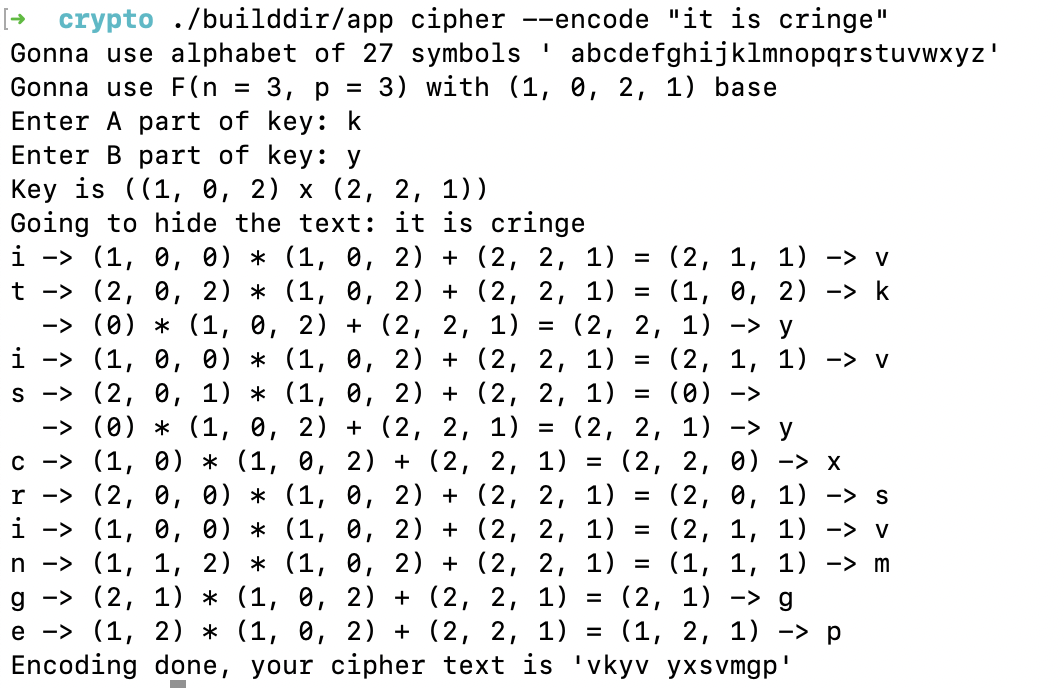 [➜  crypto ./builddir/app cipher --encode "it is cringe"
Gonna use alphabet of 27 symbols ' abcdefghijklmnopqrstuvwxyz'
Gonna use F(n = 3, p = 3) with (1, 0, 2, 1) base
Enter A part of key: k
Enter B part of key: y
Key is ((1, 0, 2) x (2, 2, 1))
Going to hide the text: it is cringe
i -> (1, 0, 0) * (1, 0, 2) + (2, 2, 1) = (2, 1, 1) -> v
t -> (2, 0, 2) * (1, 0, 2) + (2, 2, 1) = (1, 0, 2) -> k
  -> (0) * (1, 0, 2) + (2, 2, 1) = (2, 2, 1) -> y
i -> (1, 0, 0) * (1, 0, 2) + (2, 2, 1) = (2, 1, 1) -> v
s -> (2, 0, 1) * (1, 0, 2) + (2, 2, 1) = (0) ->
  -> (0) * (1, 0, 2) + (2, 2, 1) = (2, 2, 1) -> y
c -> (1, 0) * (1, 0, 2) + (2, 2, 1) = (2, 2, 0) -> x
r -> (2, 0, 0) * (1, 0, 2) + (2, 2, 1) = (2, 0, 1) -> s
i -> (1, 0, 0) * (1, 0, 2) + (2, 2, 1) = (2, 1, 1) -> v
n -> (1, 1, 2) * (1, 0, 2) + (2, 2, 1) = (1, 1, 1) -> m
g -> (2, 1) * (1, 0, 2) + (2, 2, 1) = (2, 1) -> g
e -> (1, 2) * (1, 0, 2) + (2, 2, 1) = (1, 2, 1) -> p
Encoding done, your cipher text is 'vkyv yxsvmgp'